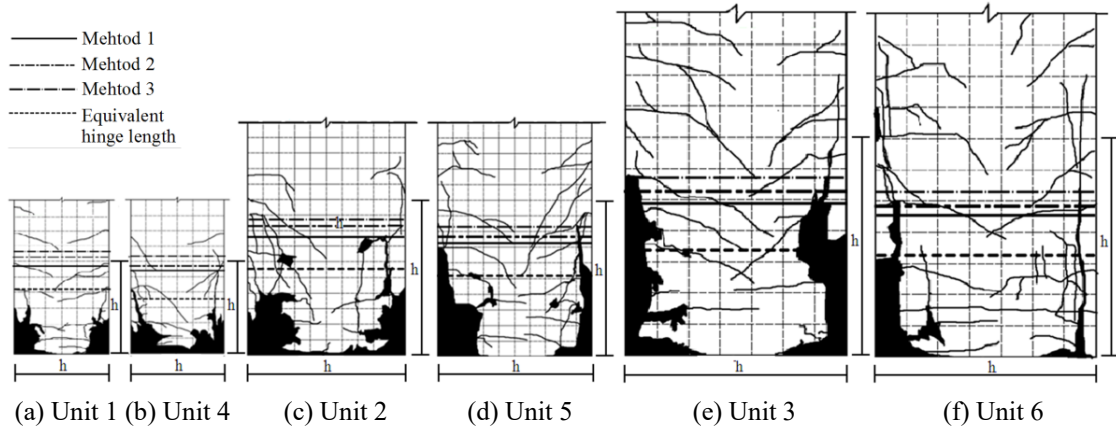 Mehtod 1
Mehtod 2
Mehtod 3
Equivalent
hinge length
h
h
h
h
h
h
h
h
h
h
h
h
h
(a) Unit 1 (b) Unit 4 (c) Unit 2 (d) Unit 5 (e) Unit 3 (f) Unit 6